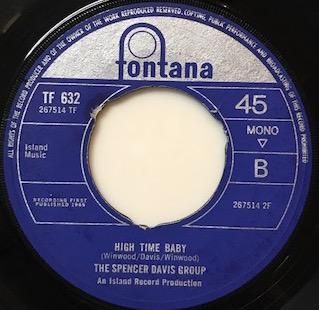 ALL RIGHTS OF THE RECORD PRODUCER AND OF THE OWNER OF THE WORK REPRODUCED RESERVED. COPYING, PUBLIC PERFORMANCE AND BROADCASTING OF THIS RECORD PROHIBITED
fontana
TF 632
267514 TF
45
MONO
B
Island
Music
RECORDING FIRST
PUBLISHED 1965
267514 2F
HIGH TIME BABY
(Winwood/Davis/Winwood)
THE SPENCER DAVIS GROUP
An Island Record Production